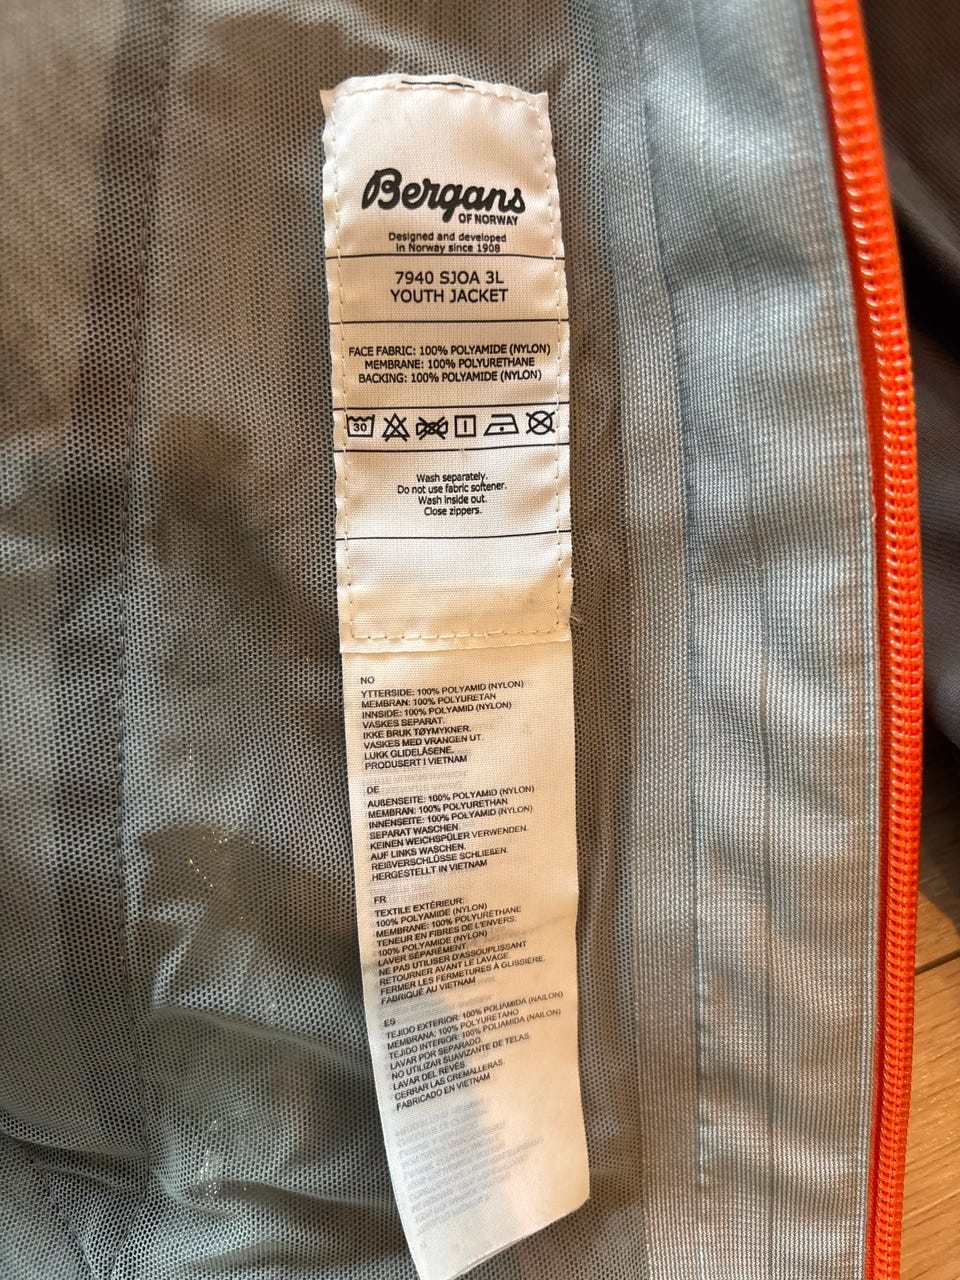 Bergans
OF NORWAY
Designed and developed
in Norway since 1908
7940 SJOA 3L
YOUTH JACKET
FACE FABRIC: 100% POLYAMIDE (NYLON)
MEMBRANE: 100% POLYURETHANE
BACKING: 100% POLYAMIDE (NYLON)
30
Wash separately.
Do not use fabric softener.
Wash inside out.
Close zippers.
NO
YTTERSIDE: 100% POLYAMID (NYLON)
MEMBRAN: 100% POLYURETAN
INNSIDE: 100% POLYAMID (NYLON)
VASKES SEPARAT.
IKKE BRUK TØYMYKNER.
VASKES MED VRANGEN UT.
LUKK GLIDELÅSENE.
PRODUSERT I VIETNAM
DE
AUßENSEITE: 100% POLYAMID (NYLON)
MEMBRAN: 100% POLYURETHAN
INNENSEITE: 100% POLYAMID (NYLON)
SEPARAT WASCHEN.
KEINEN WEICHSPÜLER VERWENDEN.
AUF LINKS WASCHEN.
REIßVERSCHLÜSSE SCHLIEßEN.
HERGESTELLT IN VIETNAM
FR
TEXTILE EXTÉRIEUR:
100% POLYAMIDE (NYLON)
MEMBRANE: 100% POLYURÉTHANE
TENEUR EN FIBRES DE L'ENVERS:
100% POLYAMIDE (NYLON)
LAVER SÉPARÉMENT.
NE PAS UTILISER D'ASSOUPLISSANT
RETOURNER AVANT LE LAVAGE.
FERMER LES FERMETURES À GLISSIÈRE.
FABRIQUÉ AU VIETNAM
ES
TEJIDO EXTERIOR: 100% POLIAMIDA (NAILON)
MEMBRANA: 100% POLYURETANO
TEJIDO INTERIOR: 100% POLIAMIDA (NAILON)
LAVAR POR SEPARADO.
NO UTILIZAR SUAVIZANTE DE TELAS
LAVAR DEL REVÉS.
CERRAR LAS CREMALLERAS.
FABRICADO EN VIETNAM